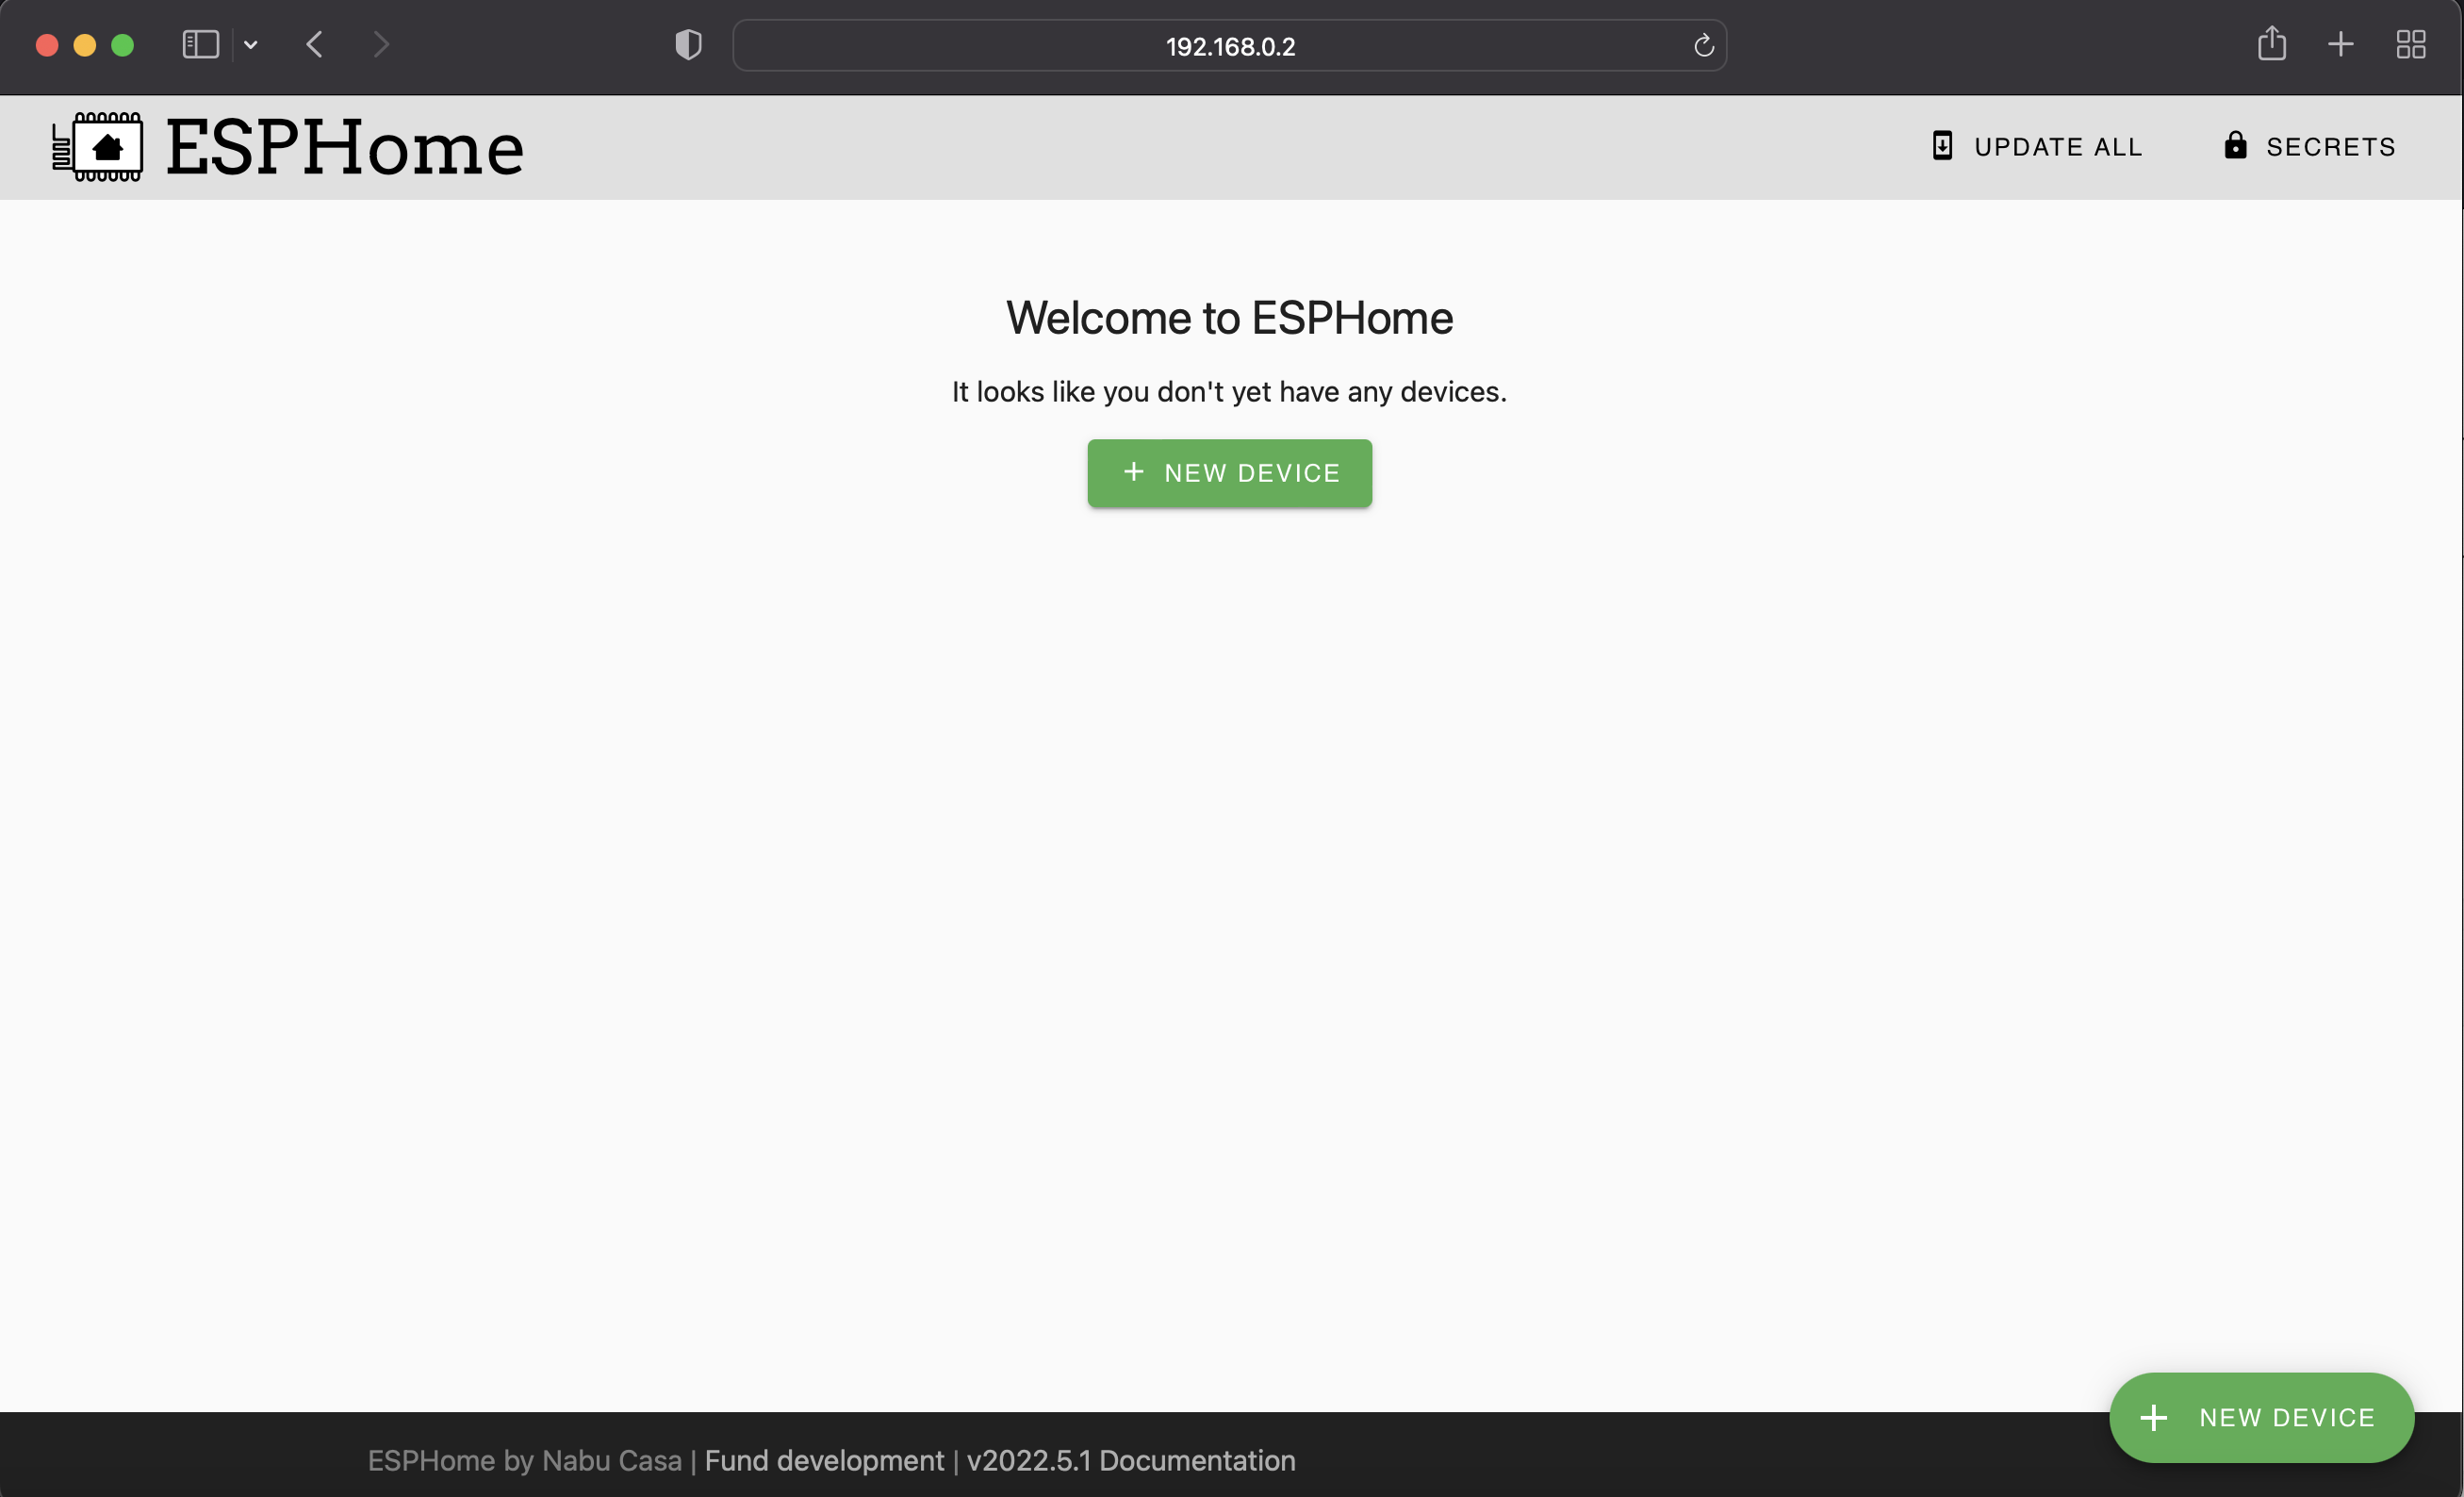 192.168.0.2
ESPHome
UPDATE ALL
SECRETS
Welcome to ESPHome
It looks like you don't yet have any devices.
+ NEW DEVICE
+ NEW DEVICE
ESPHome by Nabu Casa | Fund development | v2022.5.1 Documentation